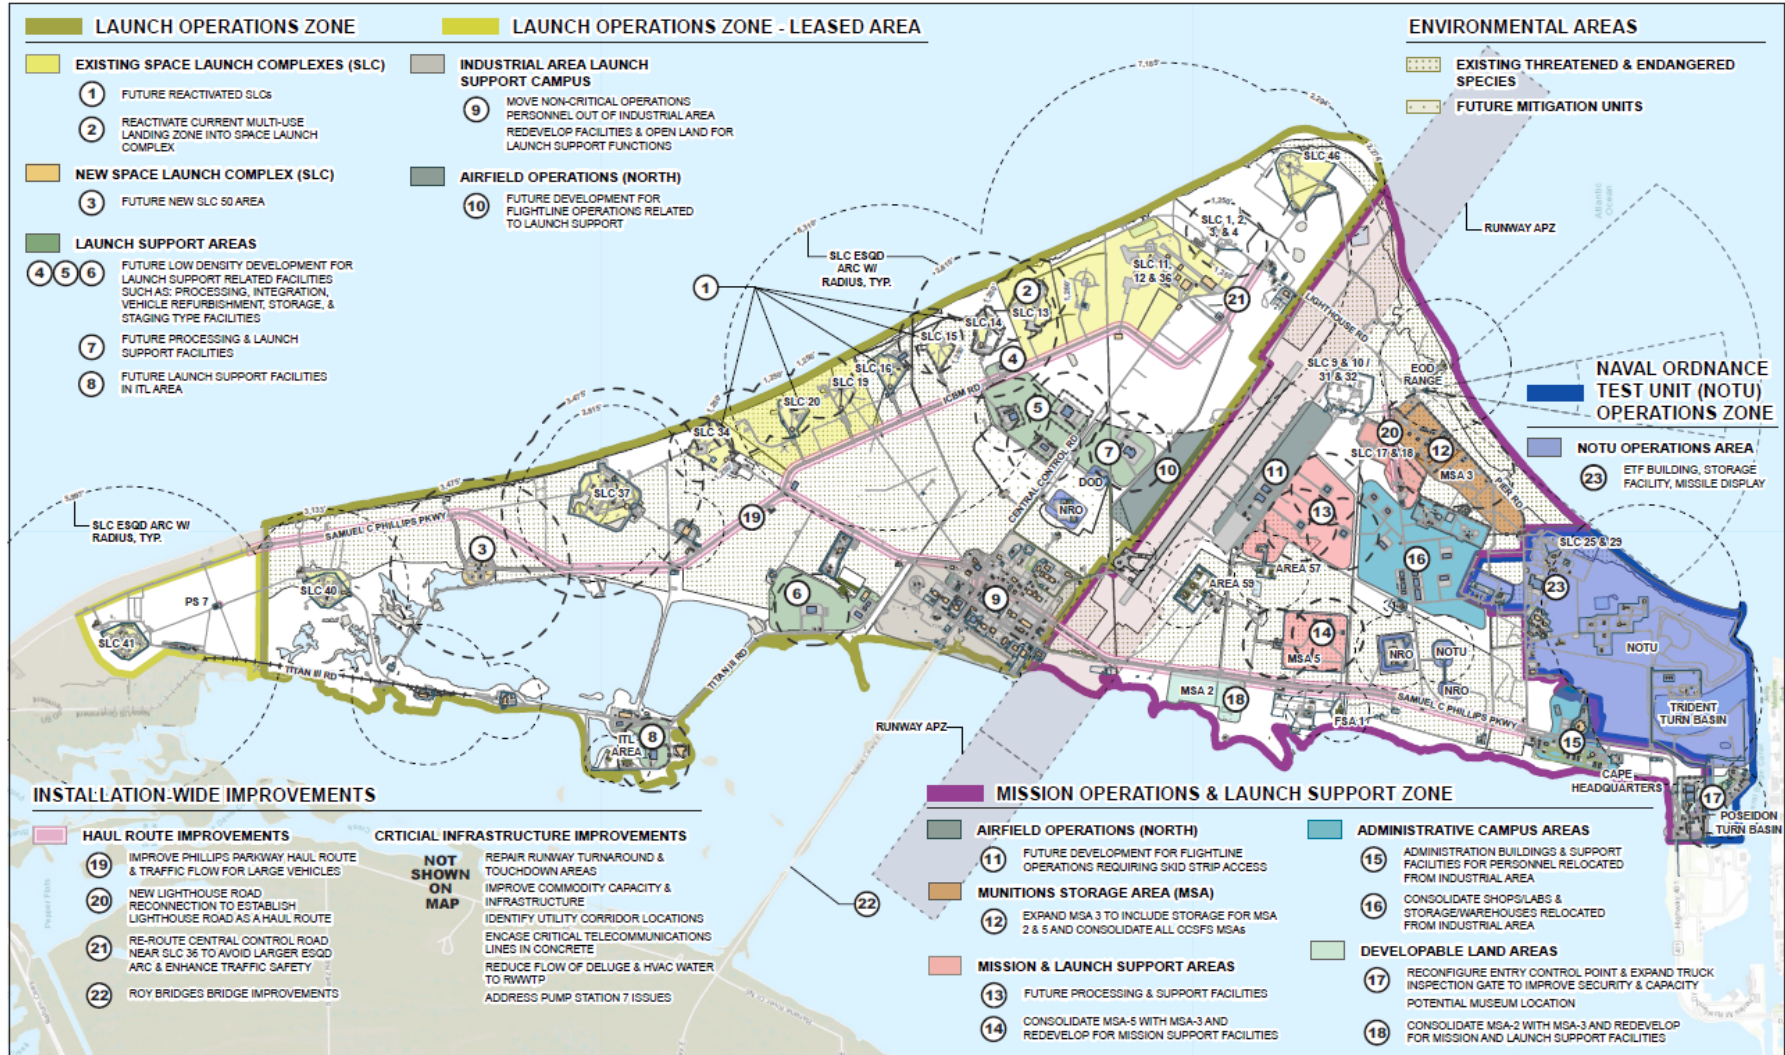 LAUNCH OPERATIONS ZONE
EXISTING SPACE LAUNCH COMPLEXES (SLC)
1 FUTURE REACTIVATED SLCs
2 REACTIVATE CURRENT MULTI-USE
LANDING ZONE INTO SPACE LAUNCH
COMPLEX
NEW SPACE LAUNCH COMPLEX (SLC)
3 FUTURE NEW SLC 50 AREA
LAUNCH SUPPORT AREAS
4 5 6 FUTURE LOW DENSITY DEVELOPMENT FOR
LAUNCH SUPPORT RELATED FACILITIES
SUCH AS: PROCESSING, INTEGRATION,
VEHICLE REFURBISHMENT, STORAGE, &
STAGING TYPE FACILITIES
7 FUTURE PROCESSING & LAUNCH
SUPPORT FACILITIES
8 FUTURE LAUNCH SUPPORT FACILITIES
IN ITL AREA
LAUNCH OPERATIONS ZONE - LEASED AREA
INDUSTRIAL AREA LAUNCH
SUPPORT CAMPUS
9 MOVE NON-CRITICAL OPERATIONS
PERSONNEL OUT OF INDUSTRIAL AREA
REDEVELOP FACILITIES & OPEN LAND FOR
LAUNCH SUPPORT FUNCTIONS
AIRFIELD OPERATIONS (NORTH)
10 FUTURE DEVELOPMENT FOR
FLIGHTLINE OPERATIONS RELATED
TO LAUNCH SUPPORT
ENVIRONMENTAL AREAS
EXISTING THREATENED & ENDANGERED
SPECIES
FUTURE MITIGATION UNITS
NAVAL ORDNANCE
TEST UNIT (NOTU)
OPERATIONS ZONE
NOTU OPERATIONS AREA
23 ETF BUILDING, STORAGE
FACILITY, MISSILE DISPLAY
7,185'
2,294'
2,274'
SLC 46
Atlantic
Ocean
RUNWAY APZ
1,250'
SLC 1, 2,
3, & 4
SLC ESQD
ARC W/
RADIUS, TYP.
SLC 11,
12 & 36
1,250'
21
LIGHTHOUSE RD
1
2
SLC 13
SLC 14
SLC 15
4
SLC 16
SLC 19
SLC 20
ICBM RD
SLC 34
SLC 9 & 10 /
31 & 32
EOD
RANGE
5
7
10
11
20
12
SLC 17 & 18
MSA 3
PIER RD
CENTRAL CONTROL RD
DOD
NRO
13
SLC 37
3,475'
3,133'
5,997'
SLC ESQD ARC W/
RADIUS, TYP.
SAMUEL C PHILLIPS PKWY
19
3
SLC 40
PS 7
SLC 41
TITAN III RD
6
9
AREA 59
AREA 57
16
SLC 25 & 29
23
14
MSA 5
NRO
NOTU
NRO
NOTU
TITAN III RD
MSA 2
18
SAMUEL C PHILLIPS PKWY
FSA 1
TRIDENT
TURN BASIN
15
CAPE
HEADQUARTERS
17
POSEIDON
TURN BASIN
RUNWAY APZ
ITL
AREA
8
22
INSTALLATION-WIDE IMPROVEMENTS
HAUL ROUTE IMPROVEMENTS
19 IMPROVE PHILLIPS PARKWAY HAUL ROUTE
& TRAFFIC FLOW FOR LARGE VEHICLES
20 NEW LIGHTHOUSE ROAD
RECONNECTION TO ESTABLISH
LIGHTHOUSE ROAD AS A HAUL ROUTE
21 RE-ROUTE CENTRAL CONTROL ROAD
NEAR SLC 36 TO AVOID LARGER ESQD
ARC & ENHANCE TRAFFIC SAFETY
22 ROY BRIDGES BRIDGE IMPROVEMENTS
CRTICIAL INFRASTRUCTURE IMPROVEMENTS
NOT
SHOWN
ON
MAP
REPAIR RUNWAY TURNAROUND &
TOUCHDOWN AREAS
IMPROVE COMMODITY CAPACITY &
INFRASTRUCTURE
IDENTIFY UTILITY CORRIDOR LOCATIONS
ENCASE CRITICAL TELECOMMUNICATIONS
LINES IN CONCRETE
REDUCE FLOW OF DELUGE & HVAC WATER
TO RWWTP
ADDRESS PUMP STATION 7 ISSUES
MISSION OPERATIONS & LAUNCH SUPPORT ZONE
AIRFIELD OPERATIONS (NORTH)
11 FUTURE DEVELOPMENT FOR FLIGHTLINE
OPERATIONS REQUIRING SKID STRIP ACCESS
MUNITIONS STORAGE AREA (MSA)
12 EXPAND MSA 3 TO INCLUDE STORAGE FOR MSA
2 & 5 AND CONSOLIDATE ALL CCSFS MSAs
MISSION & LAUNCH SUPPORT AREAS
13 FUTURE PROCESSING & SUPPORT FACILITIES
14 CONSOLIDATE MSA-5 WITH MSA-3 AND
REDEVELOP FOR MISSION SUPPORT FACILITIES
ADMINISTRATIVE CAMPUS AREAS
15 ADMINISTRATION BUILDINGS & SUPPORT
FACILITIES FOR PERSONNEL RELOCATED
FROM INDUSTRIAL AREA
16 CONSOLIDATE SHOPS/LABS &
STORAGE/WAREHOUSES RELOCATED
FROM INDUSTRIAL AREA
DEVELOPABLE LAND AREAS
17 RECONFIGURE ENTRY CONTROL POINT & EXPAND TRUCK
INSPECTION GATE TO IMPROVE SECURITY & CAPACITY
POTENTIAL MUSEUM LOCATION
18 CONSOLIDATE MSA-2 WITH MSA-3 AND REDEVELOP
FOR MISSION AND LAUNCH SUPPORT FACILITIES